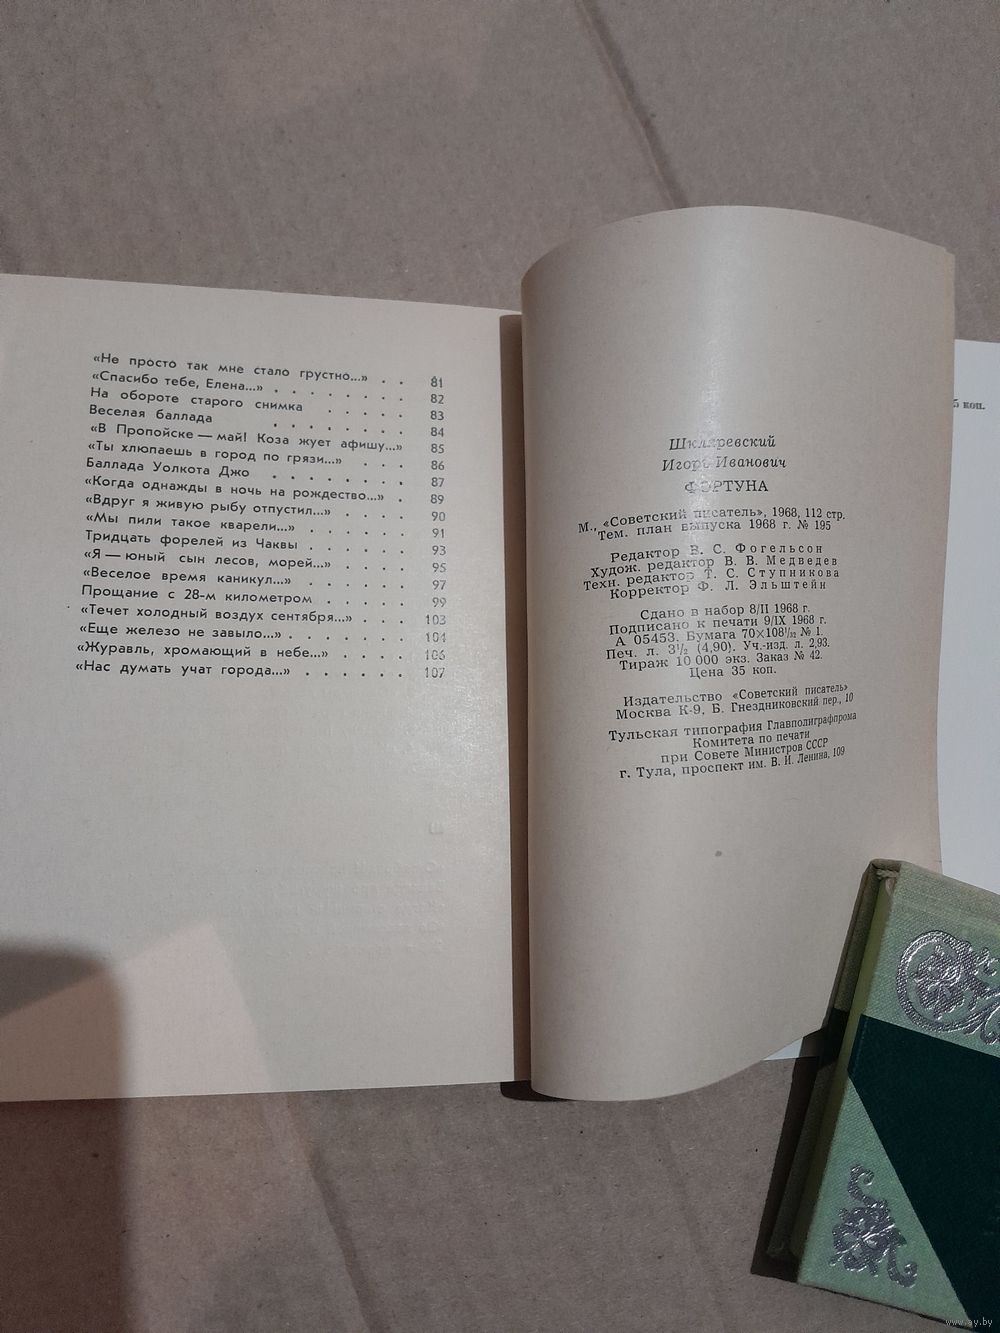 «Не просто так мне стало грустно...» . . 81
«Спасибо тебе, Елена...» . . . . . . . . 82
На обороте старого снимка . . . . . 83
Веселая баллада . . . . . . . . 84
«В Пропойске — май! Коза жует афишу...» 85
«Ты хлюпаешь в город по грязи...» . . . 86
Баллада Уолкота Джо . . . . . . . 87
«Когда однажды в ночь на рождество...» . 89
«Вдруг я живую рыбу отпустил...» . . . 90
«Мы пили такое кварели...» . . . . . 91
Тридцать форелей из Чаквы . . . . . 93
«Я — юный сын лесов, морей...» . . . . 95
«Веселое время каникул...» . . . . . 97
Прощание с 28-м километром . . . . . 99
«Течет холодный воздух сентября...» . . . 103
«Еще железо не завыло...» . . . . . . 104
«Журавль, хромающий в небе...» . . . . 106
«Нас думать учат города...» . . . . . . 107
Шкляревский
Игорь Иванович
ФОРТУНА
М., «Советский писатель», 1968, 112 стр.
Тем. план выпуска 1968 г. № 195
Редактор В. С. Фогельсон
Худож. редактор В. В. Медведев
Техн. редактор Т. С. Ступникова
Корректор Ф. Л. Эльштейн
Сдано в набор 8/II 1968 г.
Подписано к печати 9/IX 1968 г.
А 05453. Бумага 70×108¹/₃₂ № 1.
Печ. л. 3¹/₂ (4,90). Уч.-изд. л. 2,93.
Тираж 10 000 экз. Заказ № 42.
Цена 35 коп.
Издательство «Советский писатель»
Москва К-9, Б. Гнездниковский пер., 10
Тульская типография Главполиграфпрома
Комитета по печати
при Совете Министров СССР
г. Тула, проспект им. В. И. Ленина, 109
5 коп.
www.ay.by